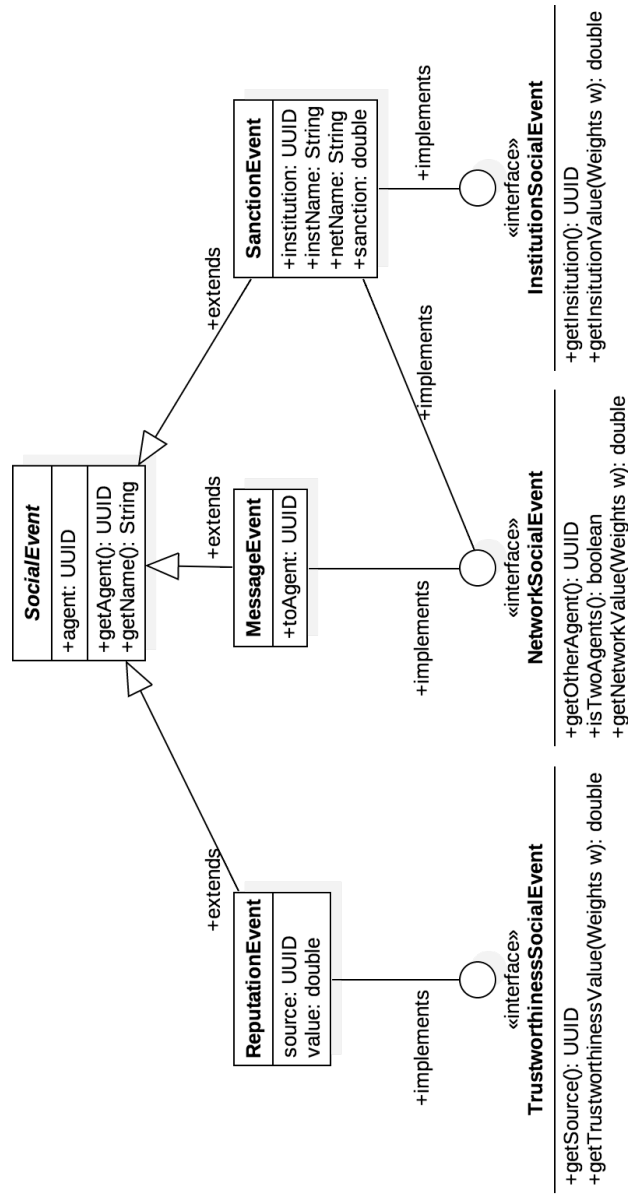 SocialEvent
+agent: UUID
+getAgent(): UUID
+getName(): String
+extends
+extends
+extends
ReputationEvent
source: UUID
value: double
MessageEvent
+toAgent: UUID
SanctionEvent
+institution: UUID
+instName: String
+netName: String
+sanction: double
+implements
+implements
+implements
+implements
«interface»
TrustworthinessSocialEvent
+getSource(): UUID
+getTrustworthinessValue(Weights w): double
«interface»
NetworkSocialEvent
+getOtherAgent(): UUID
+isTwoAgents(): boolean
+getNetworkValue(Weights w): double
«interface»
InstitutionSocialEvent
+getInsitution(): UUID
+getInsitutionValue(Weights w): double